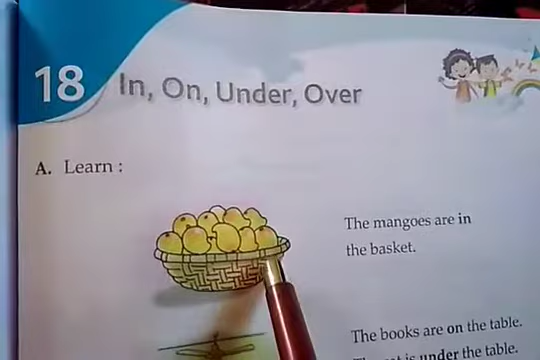 18 In, On, Under, Over
A. Learn :
The mangoes are in
the basket.
The books are on the table.
is under the table.